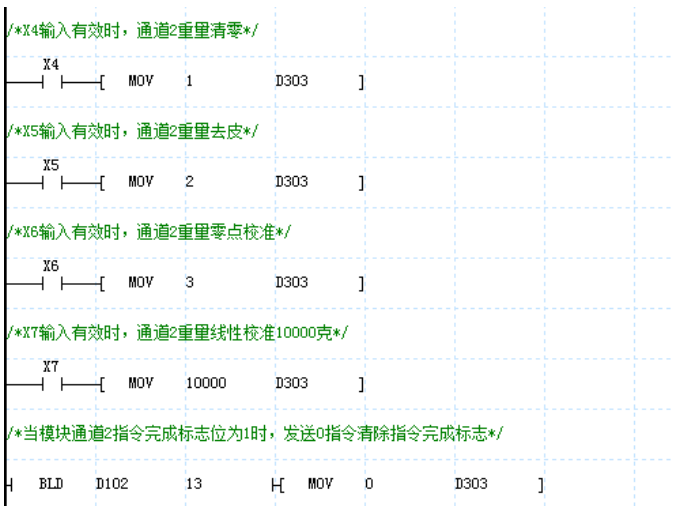 /*X4输入有效时，通道2重里清零*/
X4
[ MOV 1 D303 ]
/*X5输入有效时，通道2重里去皮*/
X5
[ MOV 2 D303 ]
/*X6输入有效时，通道2重里零点校准*/
X6
[ MOV 3 D303 ]
/*X7输入有效时，通道2重里线性校准10000克*/
X7
[ MOV 10000 D303 ]
/*当模块通道2指令完成标志位为1时，发送0指令清除指令完成标志*/
BLD D102 13 [ MOV 0 D303 ]